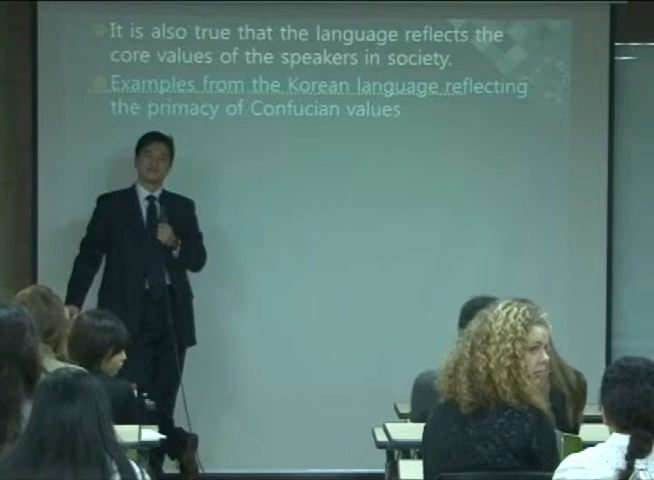 It is also true that the language reflects the
core values of the speakers in society.
Examples from the Korean language reflecting
the primacy of Confucian values